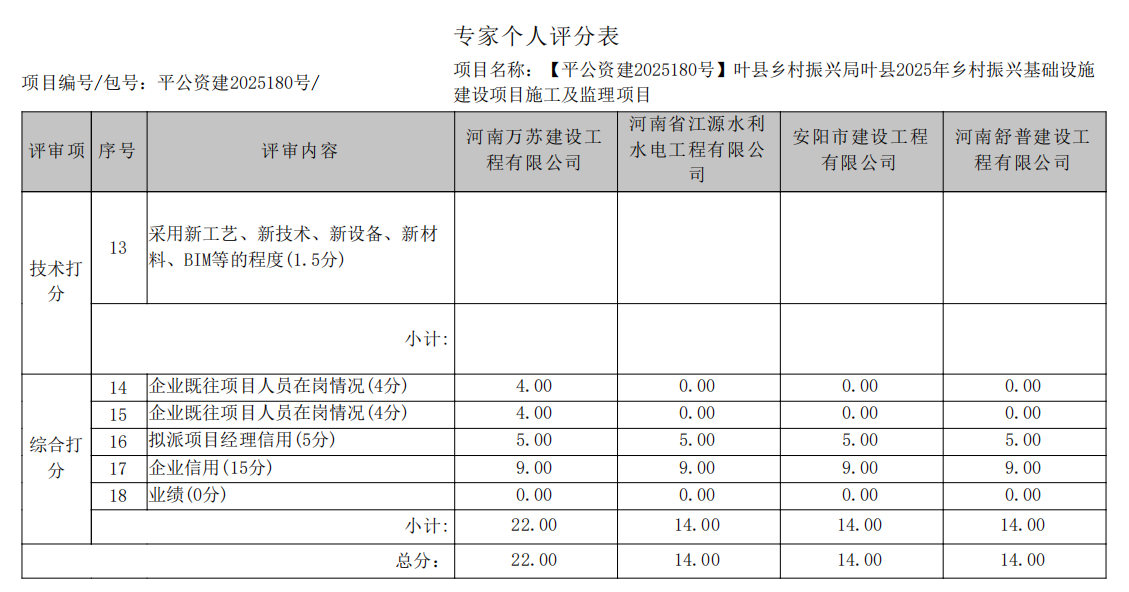 专家个人评分表
项目编号/包号：平公资建2025180号/
项目名称：【平公资建2025180号】叶县乡村振兴局叶县2025年乡村振兴基础设施
建设项目施工及监理项目
评审项 序号 评审内容 河南万苏建设工程有限公司 河南省江源水利水电工程有限公司 安阳市建设工程有限公司 河南舒普建设工程有限公司
技术打分
13 采用新工艺、新技术、新设备、新材料、BIM等的程度(1.5分)
小计:
综合打分
14 企业既往项目人员在岗情况(4分) 4.00 0.00 0.00 0.00
15 企业既往项目人员在岗情况(4分) 4.00 0.00 0.00 0.00
16 拟派项目经理信用(5分) 5.00 5.00 5.00 5.00
17 企业信用(15分) 9.00 9.00 9.00 9.00
18 业绩(0分) 0.00 0.00 0.00 0.00
小计: 22.00 14.00 14.00 14.00
总分： 22.00 14.00 14.00 14.00